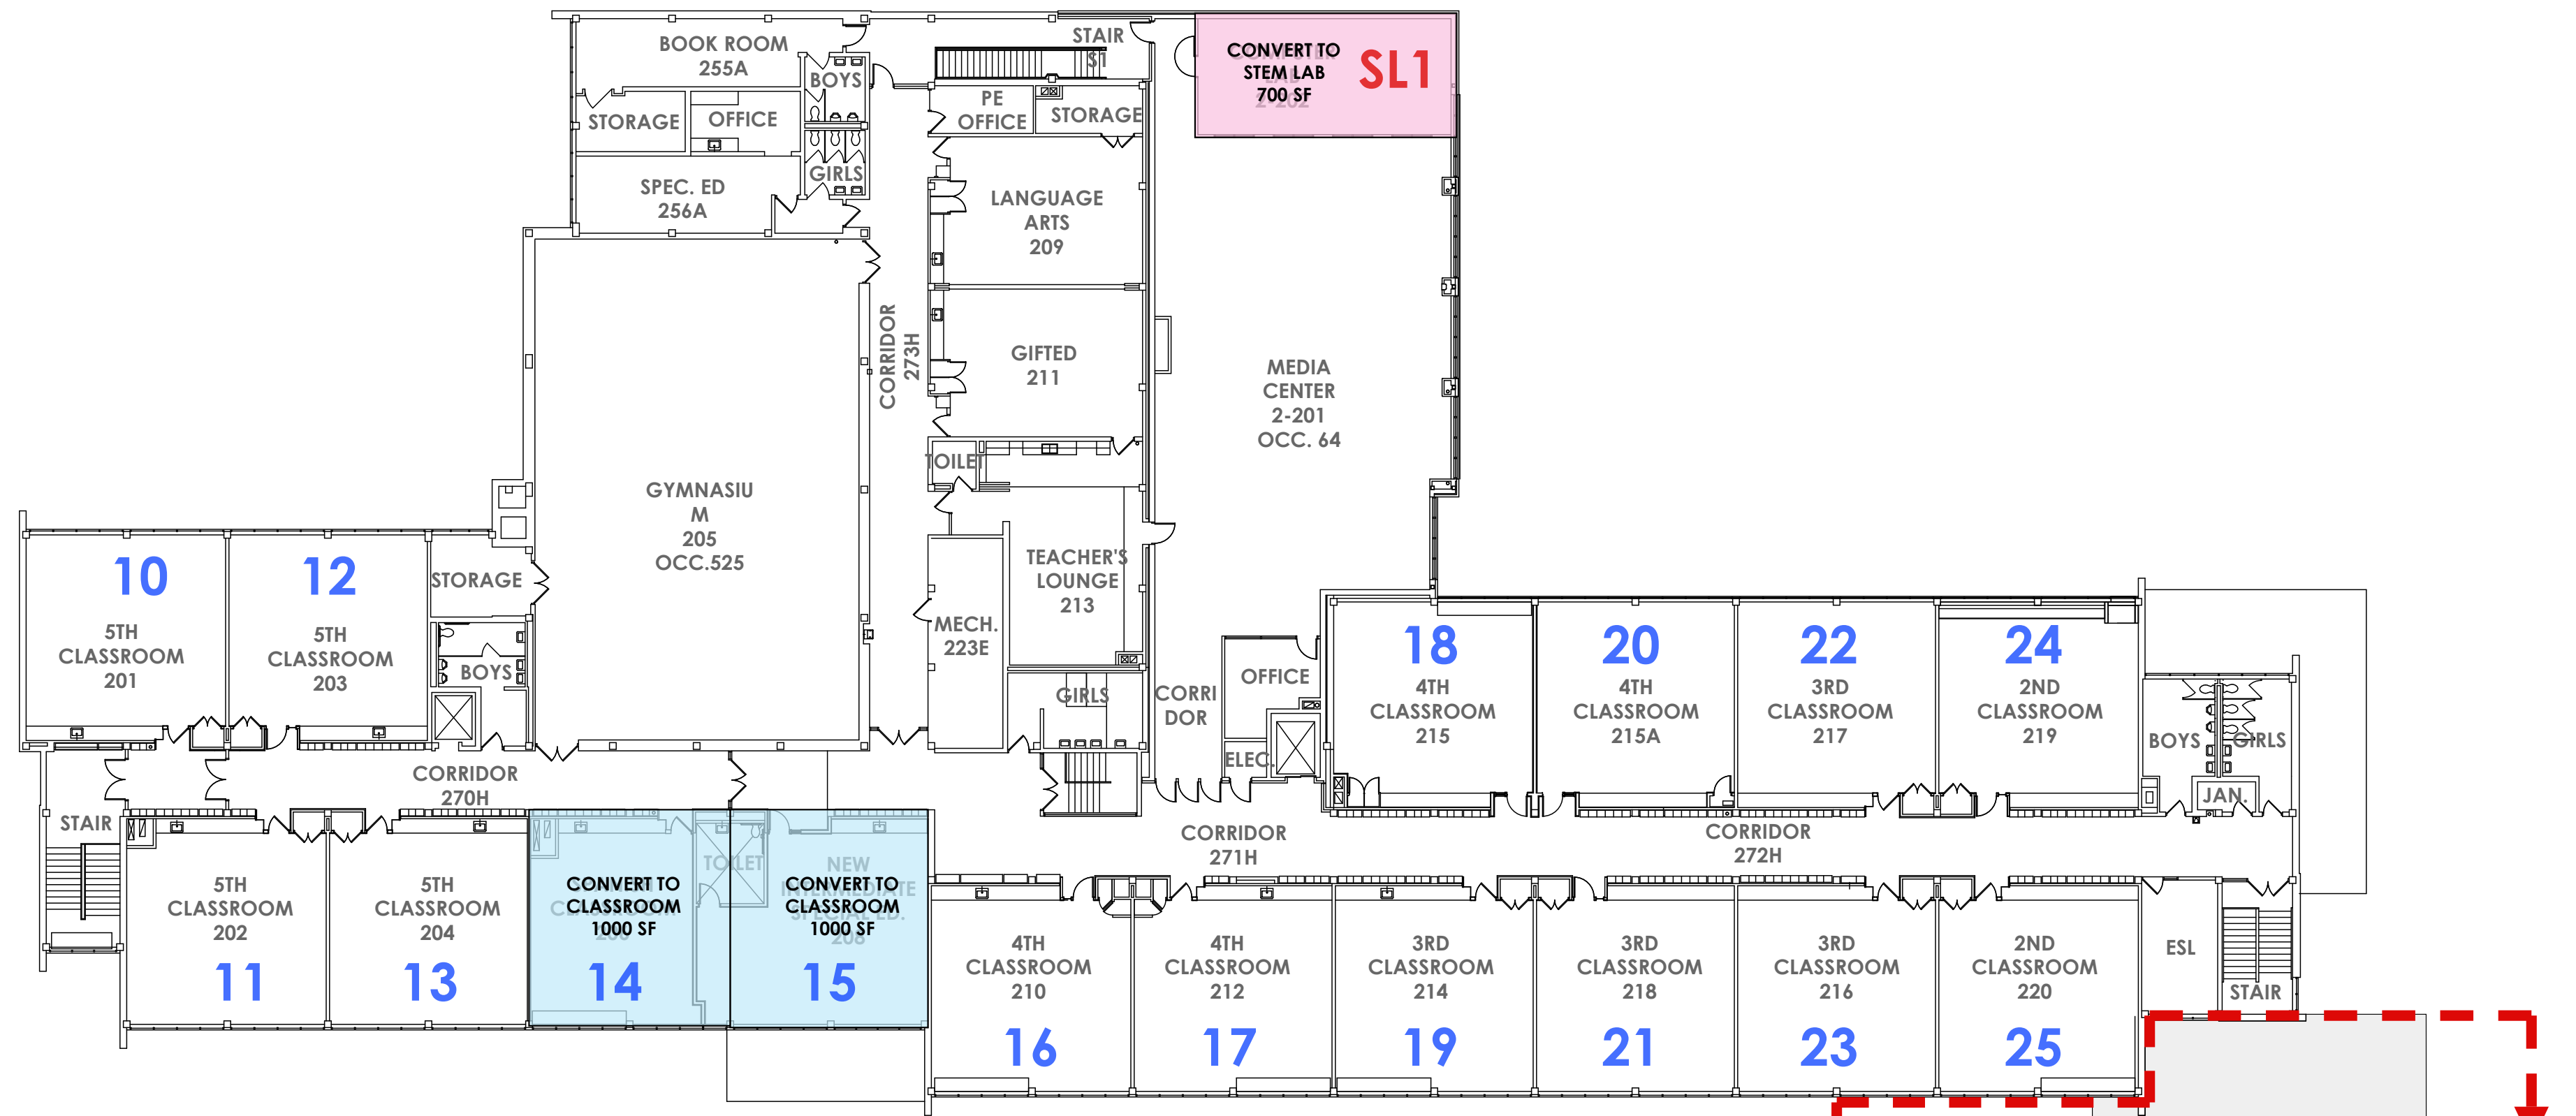 BOOK ROOM
255A
BOYS
STORAGE
OFFICE
GIRLS
SPEC. ED
256A
STAIR
S1
PE
OFFICE
STORAGE
CONVERT TO
STEM LAB
700 SF
SL1
2-202
LANGUAGE
ARTS
209
CORRIDOR
273H
GIFTED
211
MEDIA
CENTER
2-201
OCC. 64
TOILET
GYMNASIU
M
205
OCC.525
TEACHER'S
LOUNGE
213
MECH.
223E
GIRLS
CORRI
DOR
OFFICE
ELEC.
10
5TH
CLASSROOM
201
12
5TH
CLASSROOM
203
STORAGE
BOYS
18
4TH
CLASSROOM
215
20
4TH
CLASSROOM
215A
22
3RD
CLASSROOM
217
24
2ND
CLASSROOM
219
BOYS
GIRLS
JAN.
CORRIDOR
270H
STAIR
CORRIDOR
271H
CORRIDOR
272H
5TH
CLASSROOM
202
11
5TH
CLASSROOM
204
13
CONVERT TO
CLASSROOM
1000 SF
14
TOILET
NEW
INTERMEDIATE
SPECIAL ED.
208
CONVERT TO
CLASSROOM
1000 SF
15
4TH
CLASSROOM
210
16
4TH
CLASSROOM
212
17
3RD
CLASSROOM
214
19
3RD
CLASSROOM
218
21
3RD
CLASSROOM
216
23
2ND
CLASSROOM
220
25
ESL
STAIR